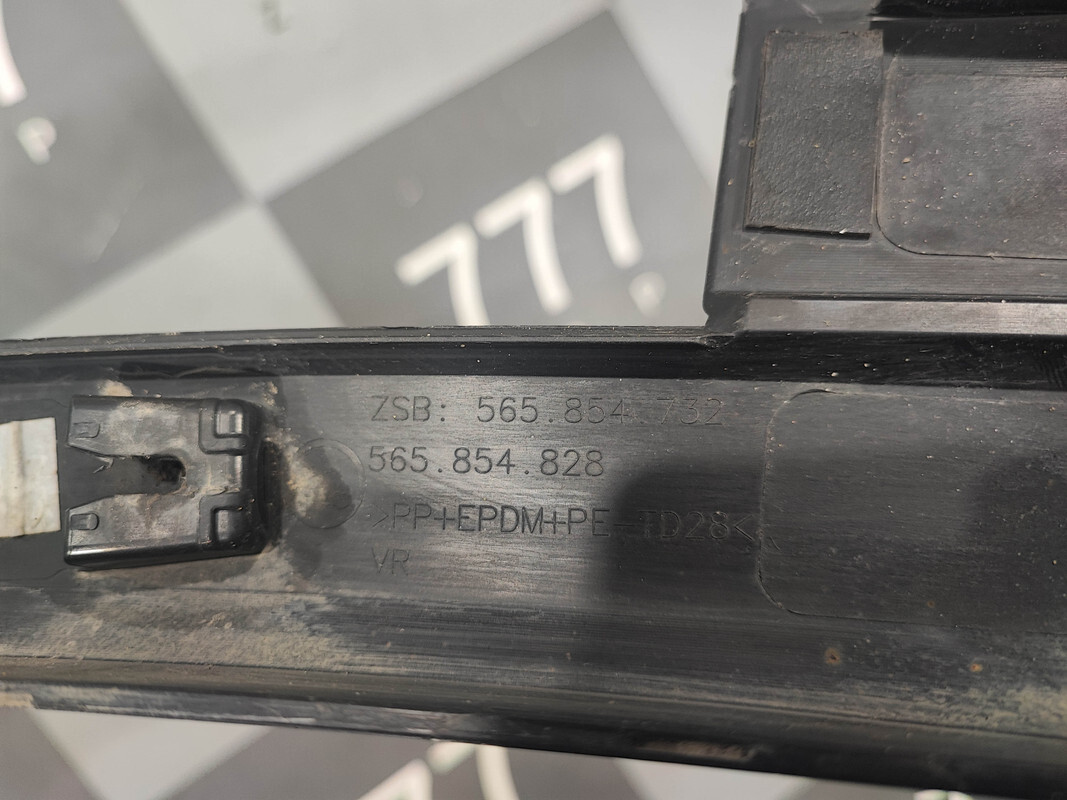 777
ZSB: 565.854.732
565.854.828
>PP+EPDM+PE-TD28<
VR